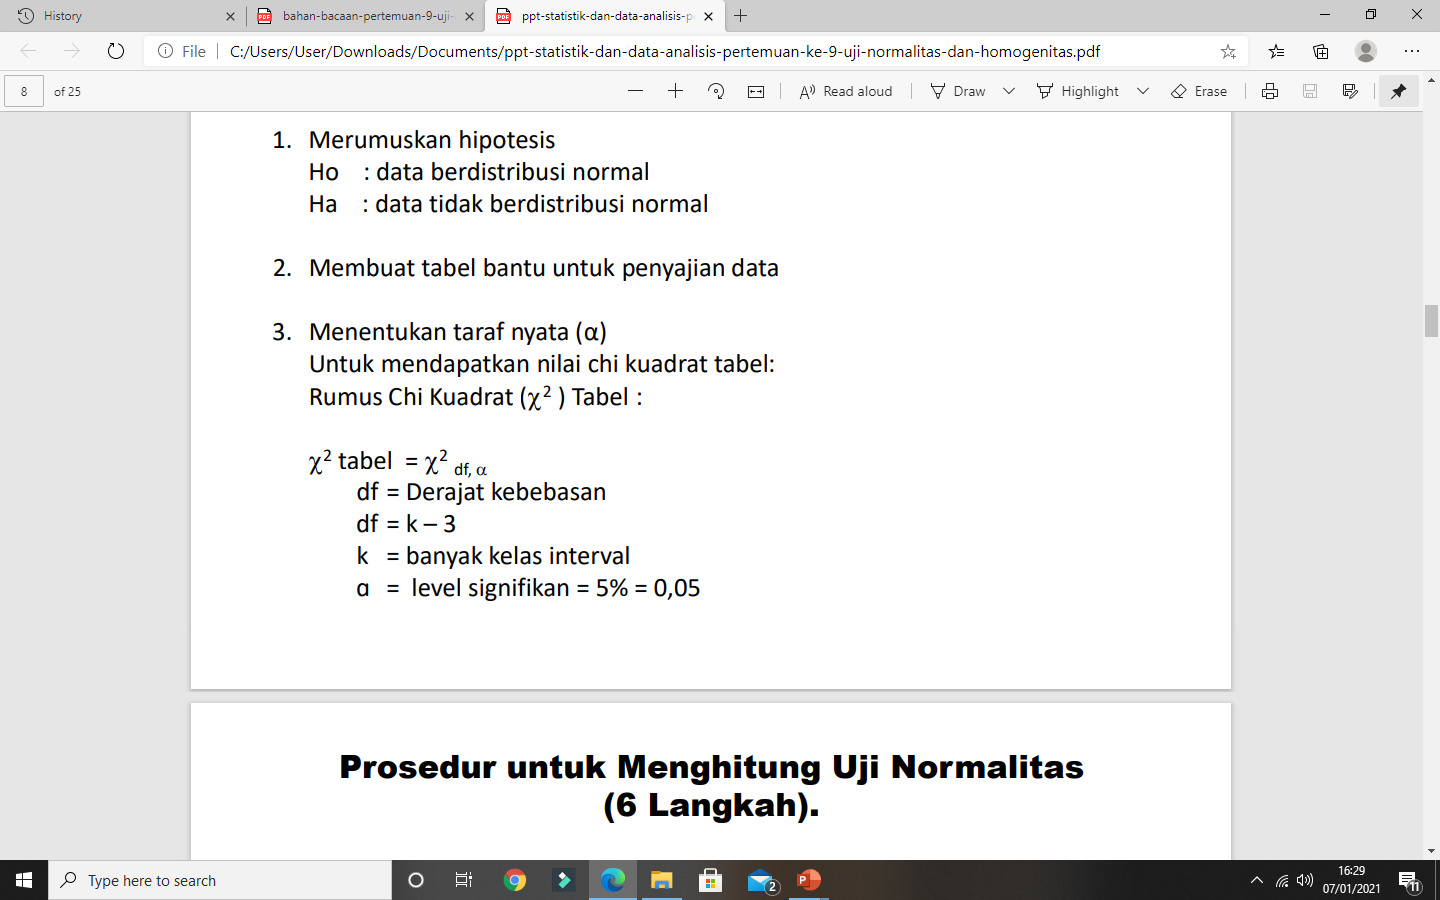 History
bahan-bacaan-pertemuan-9-uji-
ppt-statistik-dan-data-analisis-p
File
C:/Users/User/Downloads/Documents/ppt-statistik-dan-data-analisis-pertemuan-ke-9-uji-normalitas-dan-homogenitas.pdf
8 of 25
Read aloud
Draw
Highlight
Erase
1. Merumuskan hipotesis
Ho : data berdistribusi normal
Ha : data tidak berdistribusi normal
2. Membuat tabel bantu untuk penyajian data
3. Menentukan taraf nyata (α)
Untuk mendapatkan nilai chi kuadrat tabel:
Rumus Chi Kuadrat (χ² ) Tabel :
χ² tabel = χ² df, α
df = Derajat kebebasan
df = k – 3
k = banyak kelas interval
α = level signifikan = 5% = 0,05
Prosedur untuk Menghitung Uji Normalitas
(6 Langkah).
Type here to search
2
16:29
07/01/2021
11